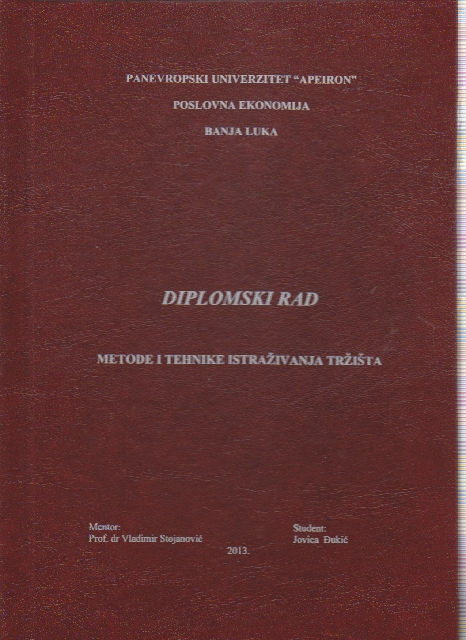 PANEVROPSKI UNIVERZITET "APEIRON"
POSLOVNA EKONOMIJA
BANJA LUKA
DIPLOMSKI RAD
METODE I TEHNIKE ISTRAŽIVANJA TRŽIŠTA
Mentor:
Prof. dr Vladimir Stojanović
Student:
Jovica Đukić
2013.